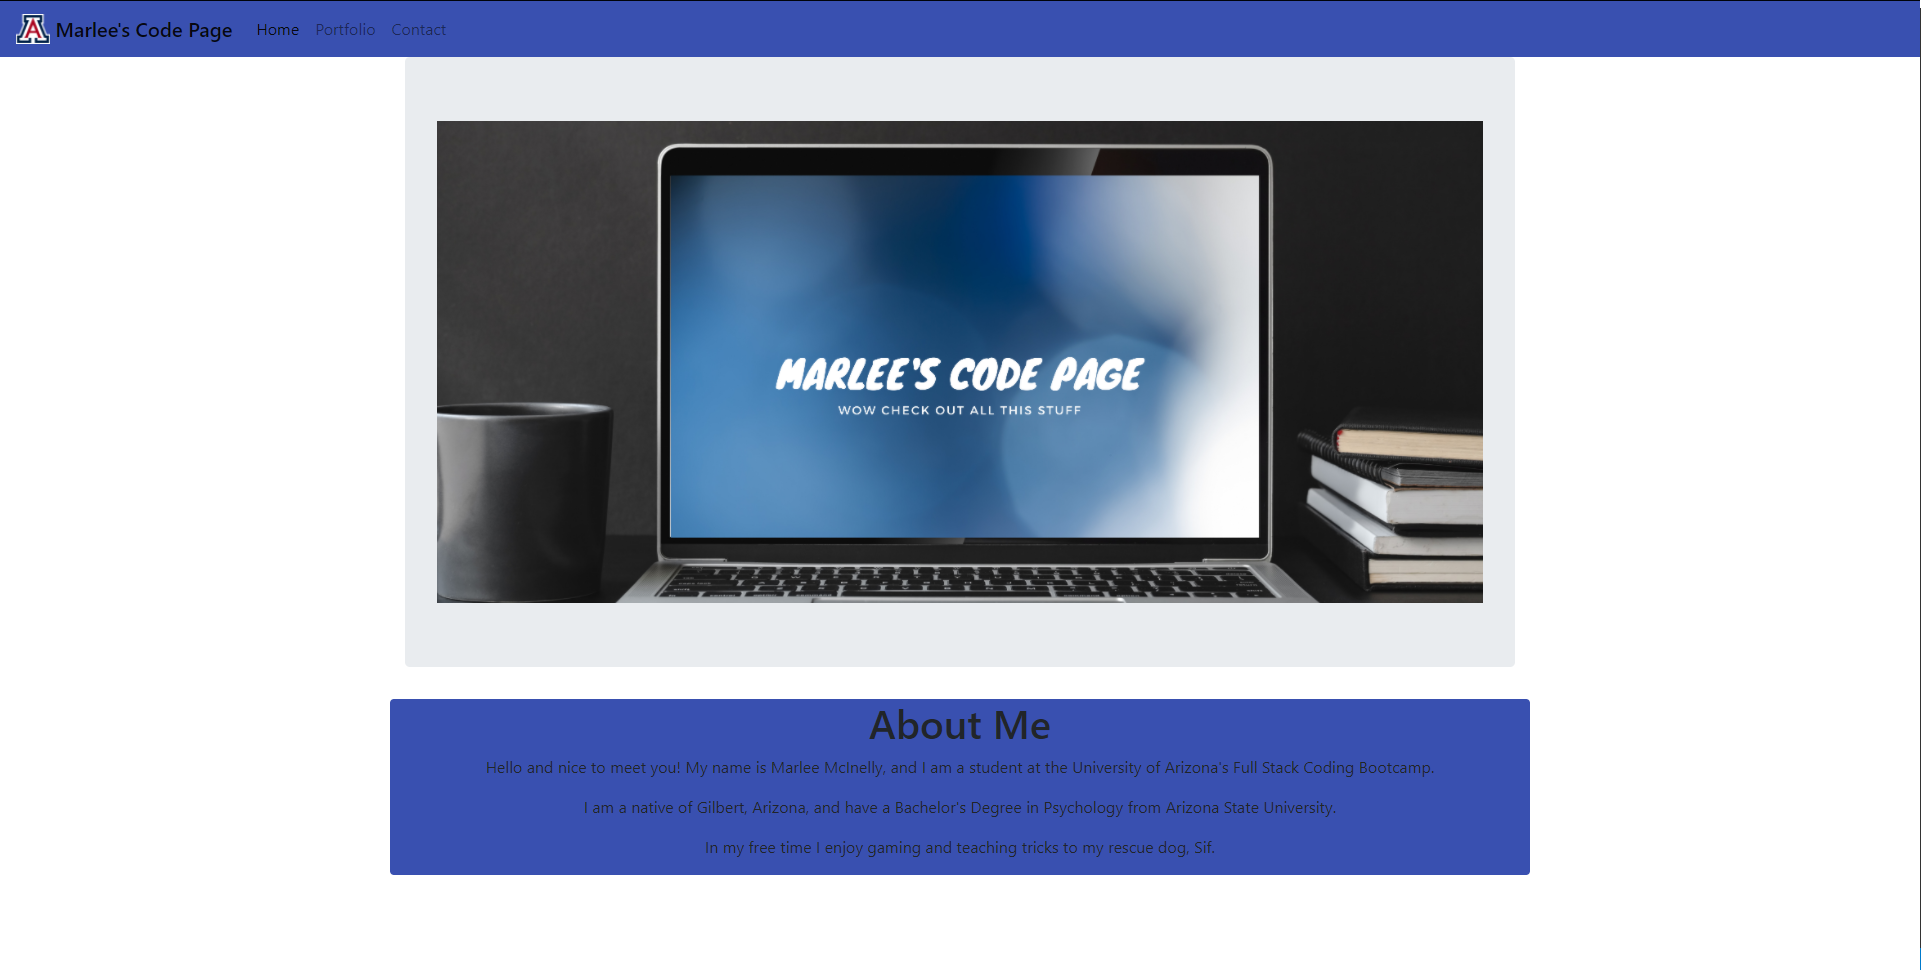 A Marlee's Code Page Home Portfolio Contact
MARLEE'S CODE PAGE
WOW CHECK OUT ALL THIS STUFF
About Me
Hello and nice to meet you! My name is Marlee McInelly, and I am a student at the University of Arizona's Full Stack Coding Bootcamp.
I am a native of Gilbert, Arizona, and have a Bachelor's Degree in Psychology from Arizona State University.
In my free time I enjoy gaming and teaching tricks to my rescue dog, Sif.